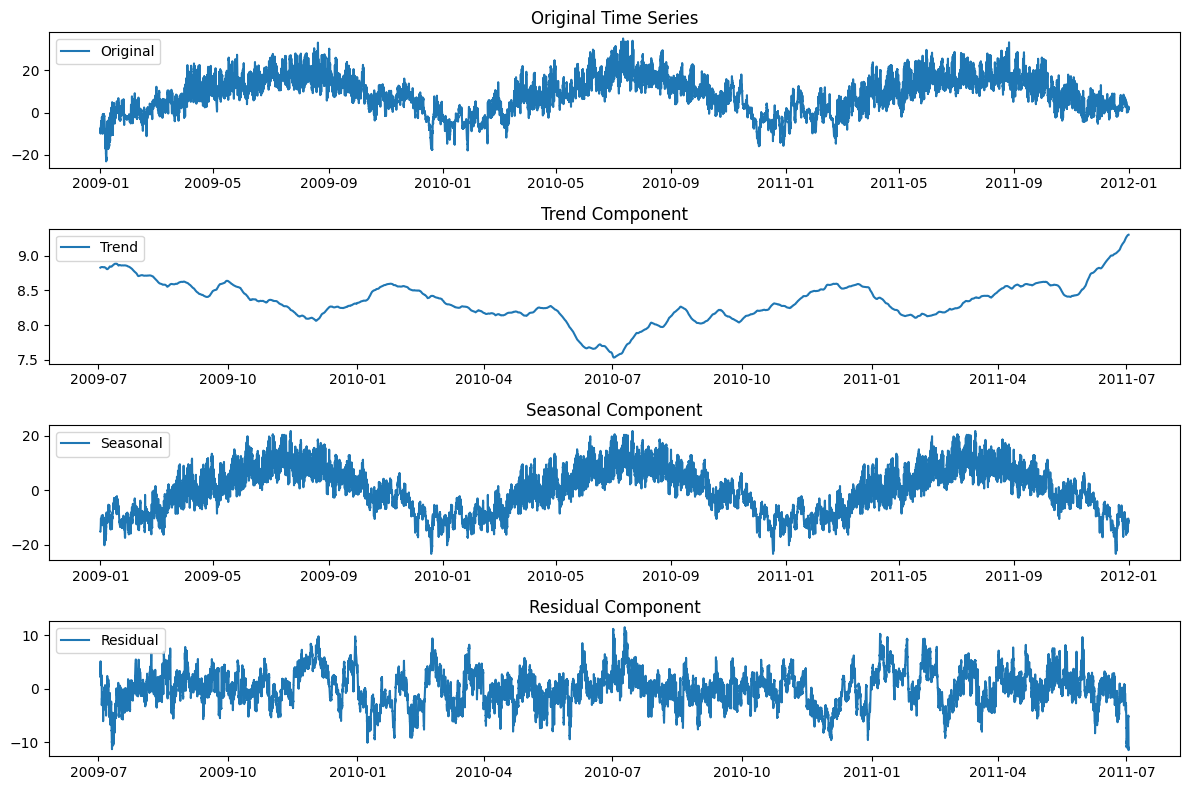 Original Time Series
Original
20
0
−20
2009-01 2009-05 2009-09 2010-01 2010-05 2010-09 2011-01 2011-05 2011-09 2012-01
Trend Component
Trend
9.0
8.5
8.0
7.5
2009-07 2009-10 2010-01 2010-04 2010-07 2010-10 2011-01 2011-04 2011-07
Seasonal Component
Seasonal
20
0
−20
2009-01 2009-05 2009-09 2010-01 2010-05 2010-09 2011-01 2011-05 2011-09 2012-01
Residual Component
Residual
10
0
−10
2009-07 2009-10 2010-01 2010-04 2010-07 2010-10 2011-01 2011-04 2011-07